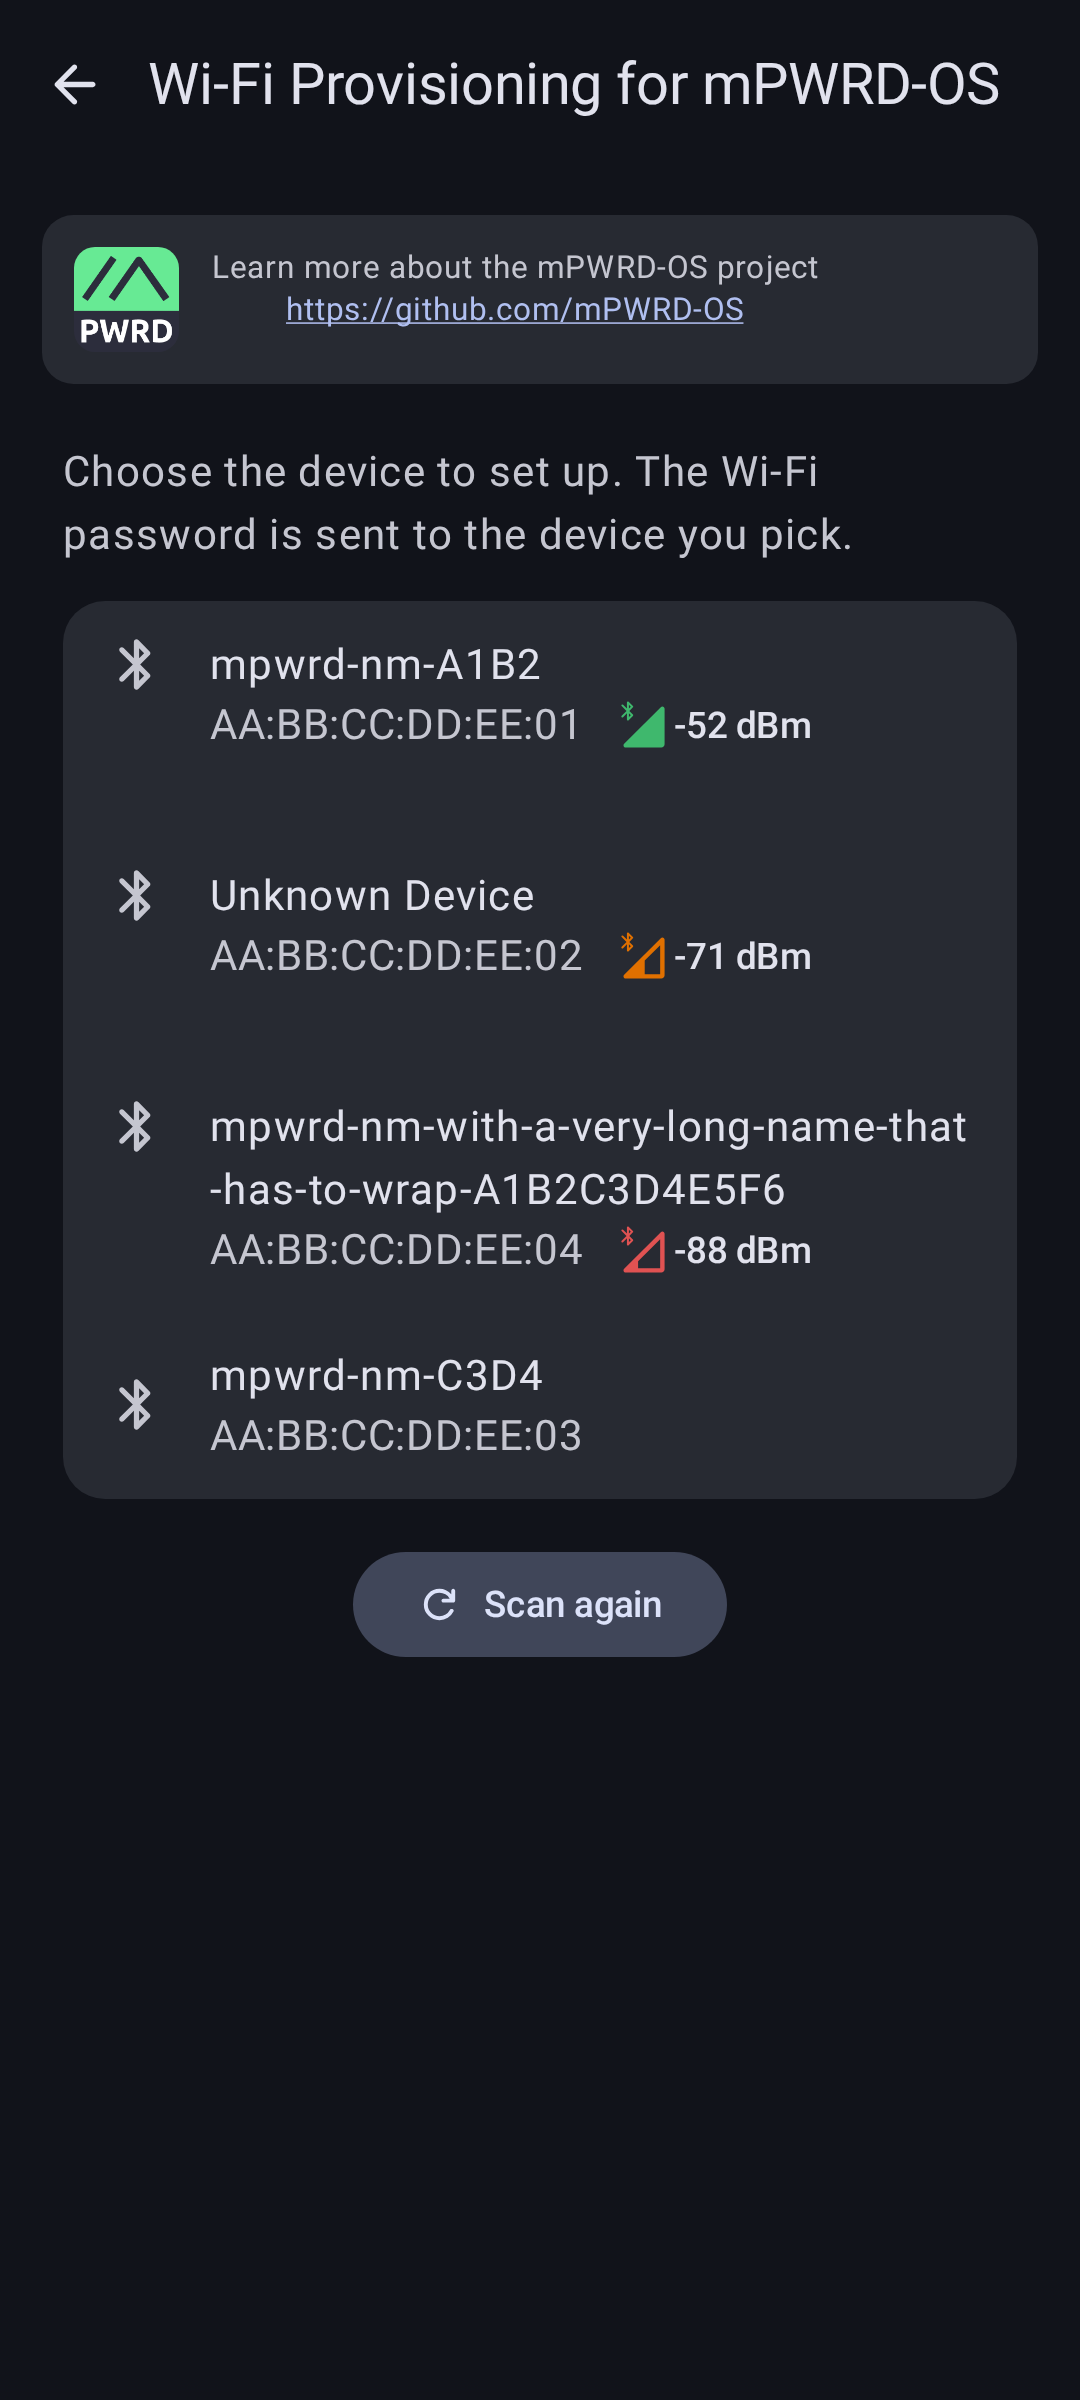 Wi-Fi Provisioning for mPWRD-OS
PWRD
Learn more about the mPWRD-OS project
https://github.com/mPWRD-OS
Choose the device to set up. The Wi-Fi
password is sent to the device you pick.
mpwrd-nm-A1B2
AA:BB:CC:DD:EE:01 -52 dBm
Unknown Device
AA:BB:CC:DD:EE:02 -71 dBm
mpwrd-nm-with-a-very-long-name-that
-has-to-wrap-A1B2C3D4E5F6
AA:BB:CC:DD:EE:04 -88 dBm
mpwrd-nm-C3D4
AA:BB:CC:DD:EE:03
Scan again